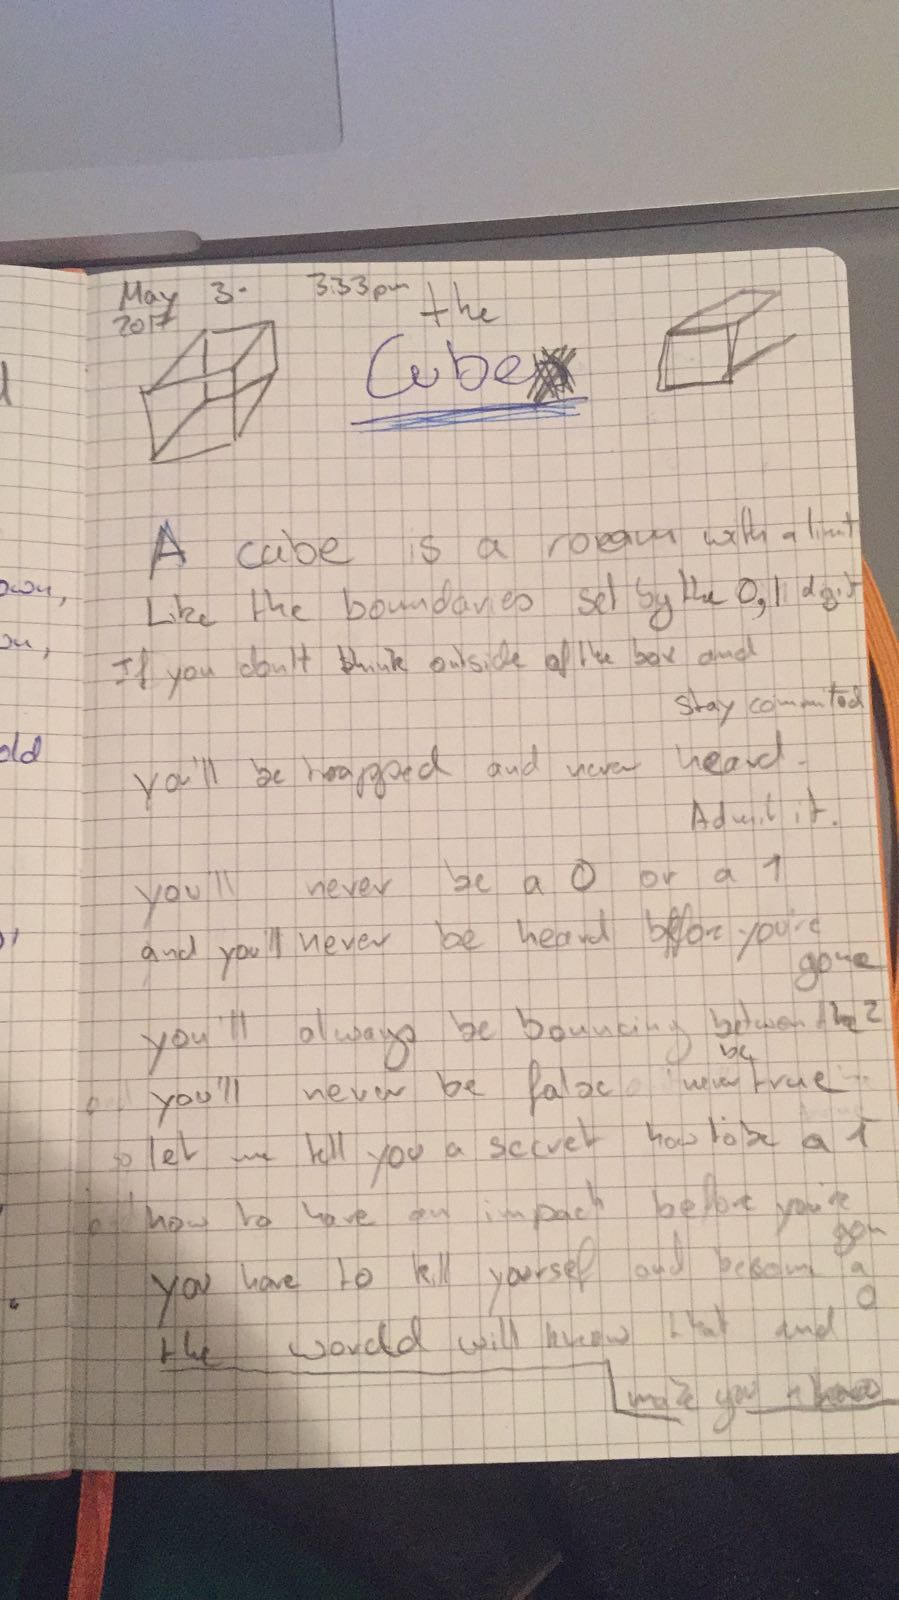 May 3. 3:33pm
2017
the
Cube
A cube is a room with a limit
Like the boundaries set by the 0, 1 digit
If you don't think outside of the box and
stay commited
you'll be trapped and never heard.
Admit it.
you'll never be a 0 or a 1
and you'll never be heard before you're
gone
you'll always be bouncing between the 2
you'll never be false never be true
so let me tell you a secret how to be a 1
how to have an impact before you're
gon
you have to kill yourself and become a
0
the world will know that and
make you a hero
own,
ou,
old